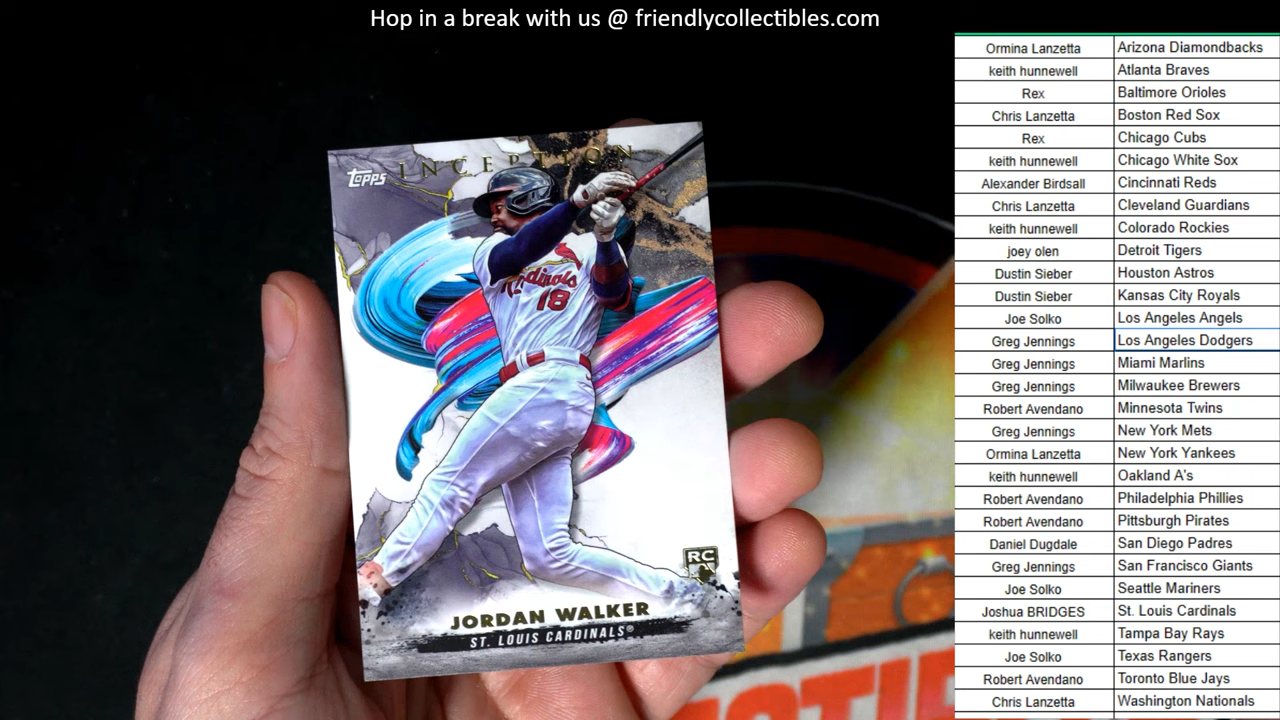 Hop in a break with us @ friendlycollectibles.com
INCEPTION
TOPPS
Cardinals
18
RC
JORDAN WALKER
ST. LOUIS CARDINALS®
Ormina Lanzetta Arizona Diamondbacks
keith hunnewell Atlanta Braves
Rex Baltimore Orioles
Chris Lanzetta Boston Red Sox
Rex Chicago Cubs
keith hunnewell Chicago White Sox
Alexander Birdsall Cincinnati Reds
Chris Lanzetta Cleveland Guardians
keith hunnewell Colorado Rockies
joey olen Detroit Tigers
Dustin Sieber Houston Astros
Dustin Sieber Kansas City Royals
Joe Solko Los Angeles Angels
Greg Jennings Los Angeles Dodgers
Greg Jennings Miami Marlins
Greg Jennings Milwaukee Brewers
Robert Avendano Minnesota Twins
Greg Jennings New York Mets
Ormina Lanzetta New York Yankees
keith hunnewell Oakland A's
Robert Avendano Philadelphia Phillies
Robert Avendano Pittsburgh Pirates
Daniel Dugdale San Diego Padres
Greg Jennings San Francisco Giants
Joe Solko Seattle Mariners
Joshua BRIDGES St. Louis Cardinals
keith hunnewell Tampa Bay Rays
Joe Solko Texas Rangers
Robert Avendano Toronto Blue Jays
Chris Lanzetta Washington Nationals